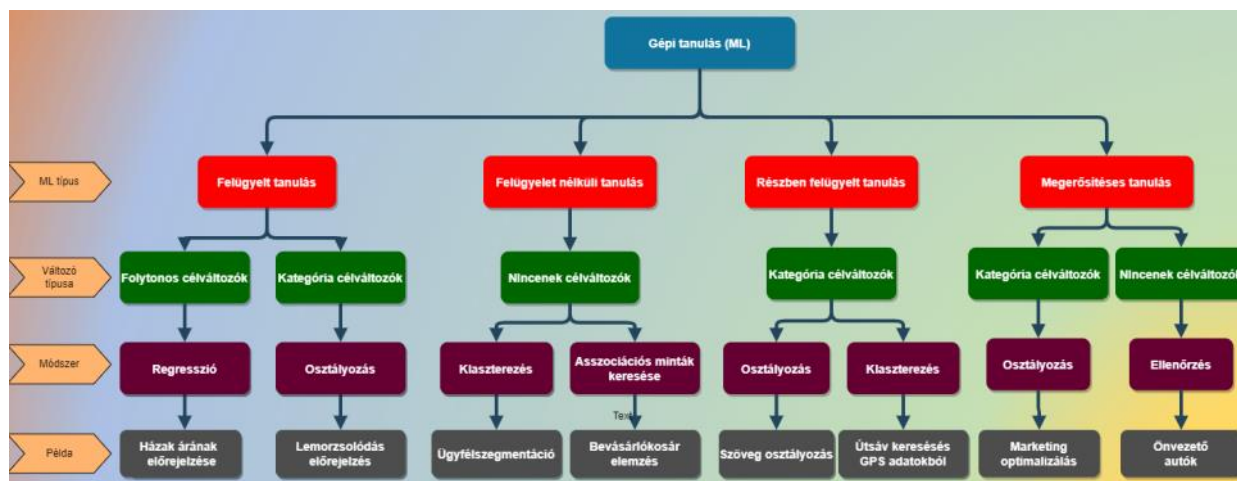 Gépi tanulás (ML)
ML típus
Felügyelt tanulás
Felügyelet nélküli tanulás
Részben felügyelt tanulás
Megerősítéses tanulás
Változó
típusa
Folytonos célváltozók
Kategória célváltozók
NIncenek célváltozók
Kategória célváltozók
Kategória célváltozók
NIncenek célváltozók
Módszer
Regresszió
Osztályozás
Klaszterezés
Asszociációs minták
keresése
Osztályozás
Klaszterezés
Osztályozás
Ellenőrzés
Text
Példa
Házak árának
előrejelzése
Lemorzsolódás
előrejelzés
Ügyfélszegmentáció
Bevásárlókosár
elemzés
Szöveg osztályozás
Útsáv keresésés
GPS adatokból
Marketing
optimalizálás
Önvezető
autók